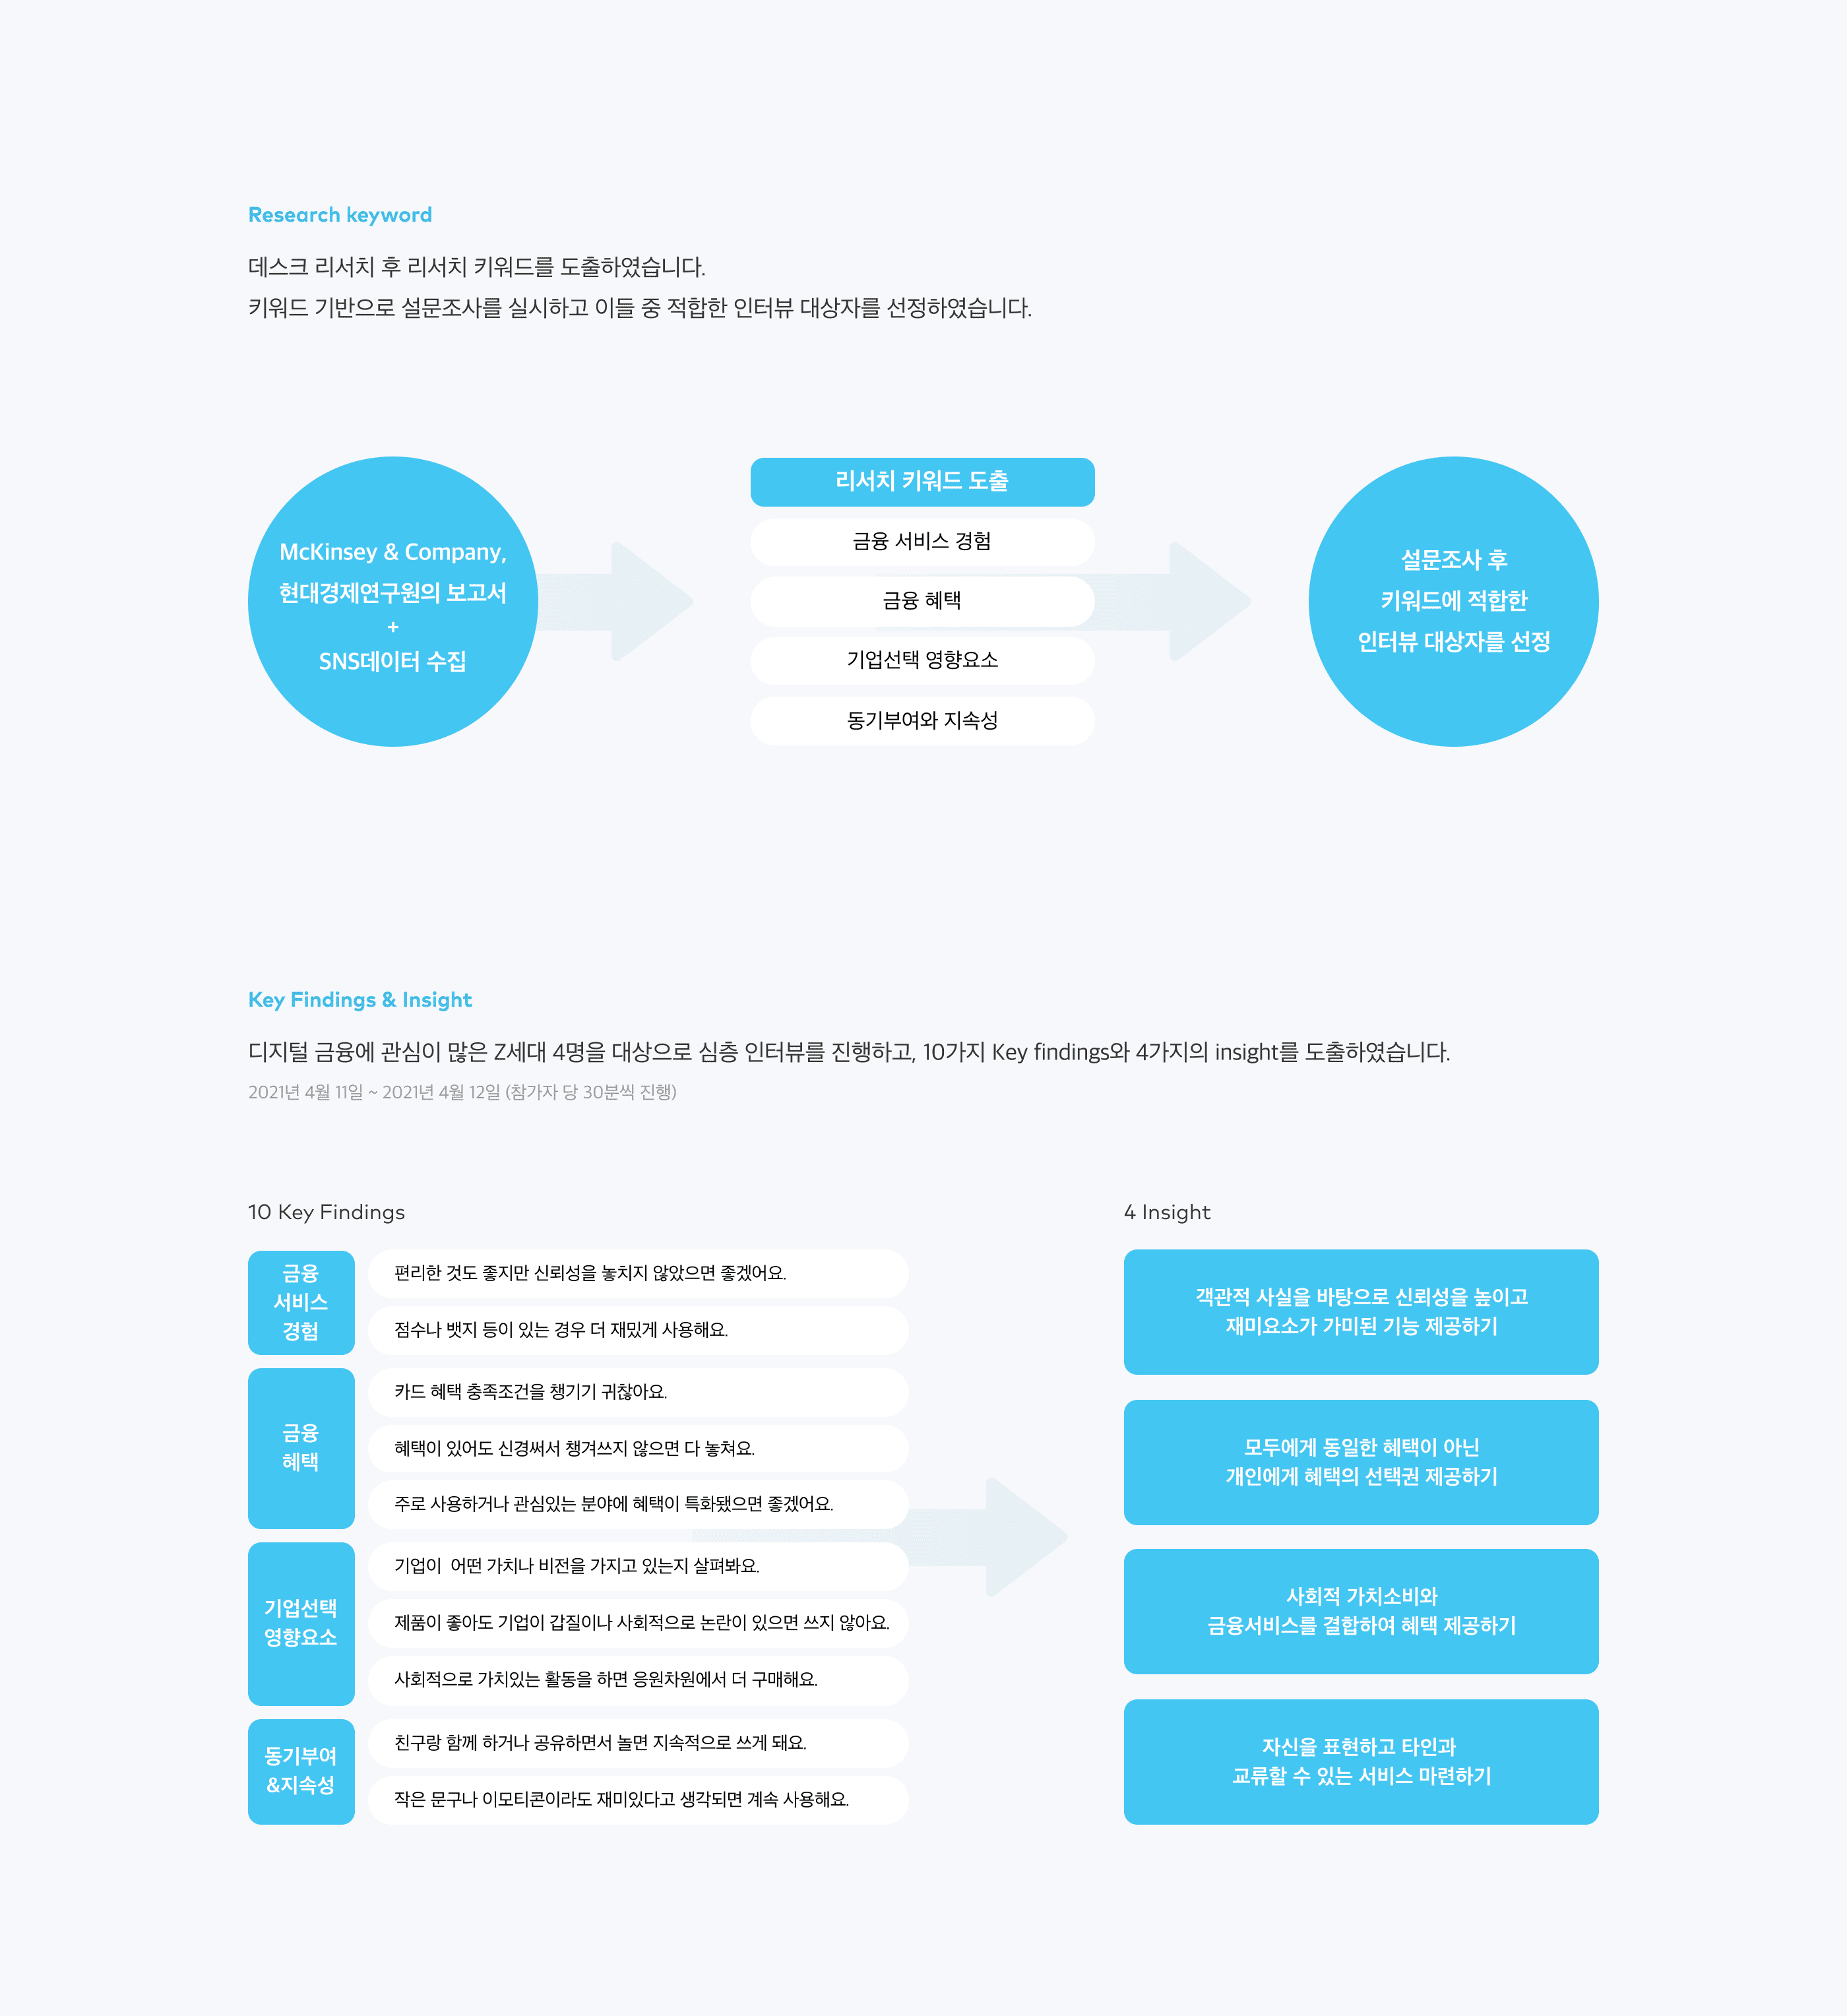 Research keyword
데스크 리서치 후 리서치 키워드를 도출하였습니다.
키워드 기반으로 설문조사를 실시하고 이들 중 적합한 인터뷰 대상자를 선정하였습니다.
McKinsey & Company,
현대경제연구원의 보고서
+
SNS데이터 수집
리서치 키워드 도출
금융 서비스 경험
금융 혜택
기업선택 영향요소
동기부여와 지속성
설문조사 후
키워드에 적합한
인터뷰 대상자를 선정
Key Findings & Insight
디지털 금융에 관심이 많은 Z세대 4명을 대상으로 심층 인터뷰를 진행하고, 10가지 Key findings와 4가지의 insight를 도출하였습니다.
2021년 4월 11일 ~ 2021년 4월 12일 (참가자 당 30분씩 진행)
10 Key Findings
금융
서비스
경험
편리한 것도 좋지만 신뢰성을 놓치지 않았으면 좋겠어요.
점수나 뱃지 등이 있는 경우 더 재밌게 사용해요.
금융
혜택
카드 혜택 충족조건을 챙기기 귀찮아요.
혜택이 있어도 신경써서 챙겨쓰지 않으면 다 놓쳐요.
주로 사용하거나 관심있는 분야에 혜택이 특화됐으면 좋겠어요.
기업선택
영향요소
기업이  어떤 가치나 비전을 가지고 있는지 살펴봐요.
제품이 좋아도 기업이 갑질이나 사회적으로 논란이 있으면 쓰지 않아요.
사회적으로 가치있는 활동을 하면 응원차원에서 더 구매해요.
동기부여
&지속성
친구랑 함께 하거나 공유하면서 놀면 지속적으로 쓰게 돼요.
작은 문구나 이모티콘이라도 재미있다고 생각되면 계속 사용해요.
4 Insight
객관적 사실을 바탕으로 신뢰성을 높이고
재미요소가 가미된 기능 제공하기
모두에게 동일한 혜택이 아닌
개인에게 혜택의 선택권 제공하기
사회적 가치소비와
금융서비스를 결합하여 혜택 제공하기
자신을 표현하고 타인과
교류할 수 있는 서비스 마련하기